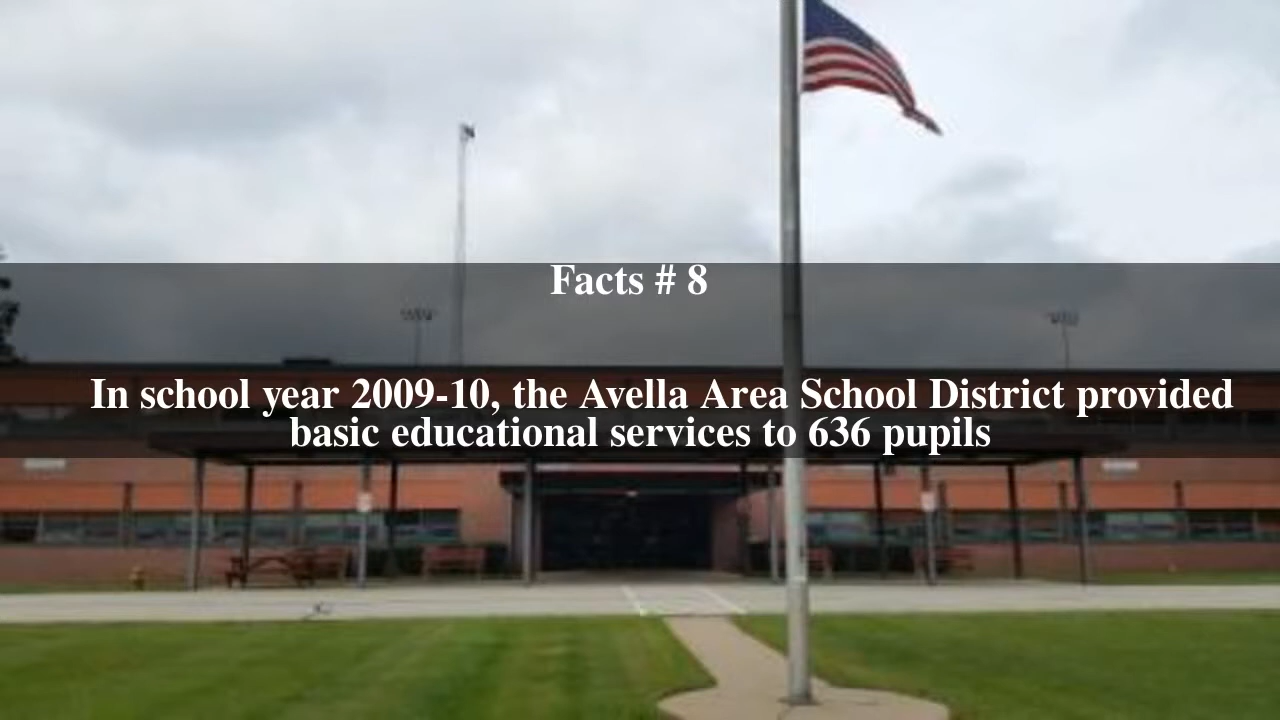 Facts # 8
In school year 2009-10, the Avella Area School District provided
basic educational services to 636 pupils